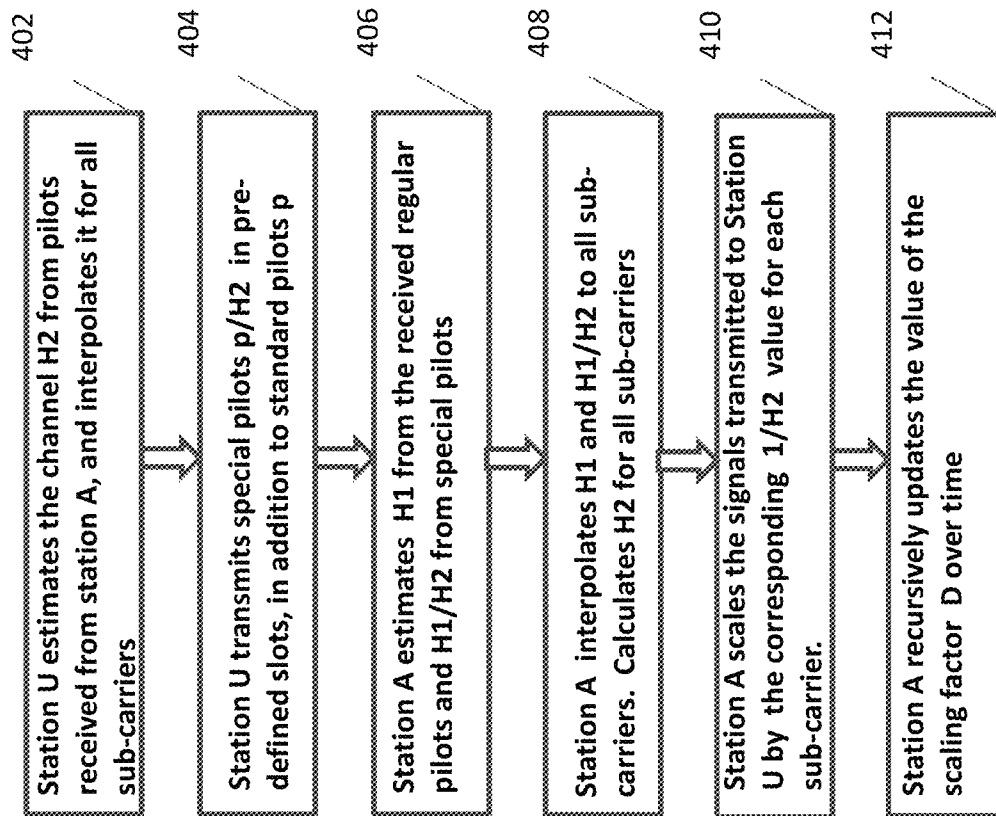 402
Station U estimates the channel H2 from pilots
received from station A, and interpolates it for all
sub-carriers
404
Station U transmits special pilots p/H2 in pre-
defined slots, in addition to standard pilots p
406
Station A estimates H1 from the received regular
pilots and H1/H2 from special pilots
408
Station A interpolates H1 and H1/H2 to all sub-
carriers. Calculates H2 for all sub-carriers
410
Station A scales the signals transmitted to Station
U by the corresponding 1/H2 value for each
sub-carrier.
412
Station A recursively updates the value of the
scaling factor D over time